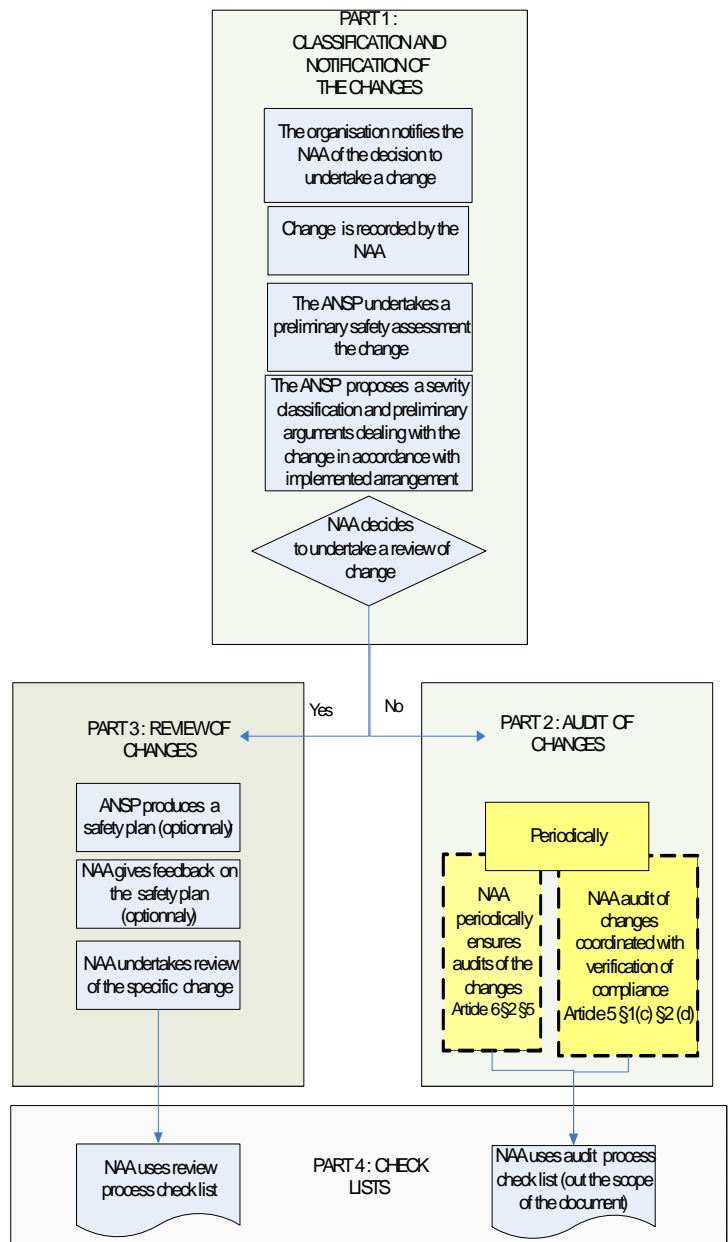 PART 1 :
CLASSIFICATION AND
NOTIFICATION OF
THE CHANGES
The organisation notifies the
NAA of the decision to
undertake a change
Change is recorded by the
NAA
The ANSP undertakes a
preliminary safety assessment
the change
The ANSP proposes a sevrity
classification and preliminary
arguments dealing with the
change in accordance with
implemented arrangement
NAA decides
to undertake a review of
change
Yes
No
PART 3 : REVIEW OF
CHANGES
ANSP produces a
safety plan (optionnaly)
NAA gives feedback on
the safety plan
(optionnaly)
NAA undertakes review
of the specific change
PART 2 : AUDIT OF
CHANGES
Periodically
NAA
periodically
ensures
audits of the
changes
Article 6 §2 §5
NAA audit of
changes
coordinated with
verification of
compliance
Article 5 §1(c) §2 (d)
NAA uses review
process check list
PART 4 : CHECK
LISTS
NAA uses audit process
check list (out the scope
of the document)